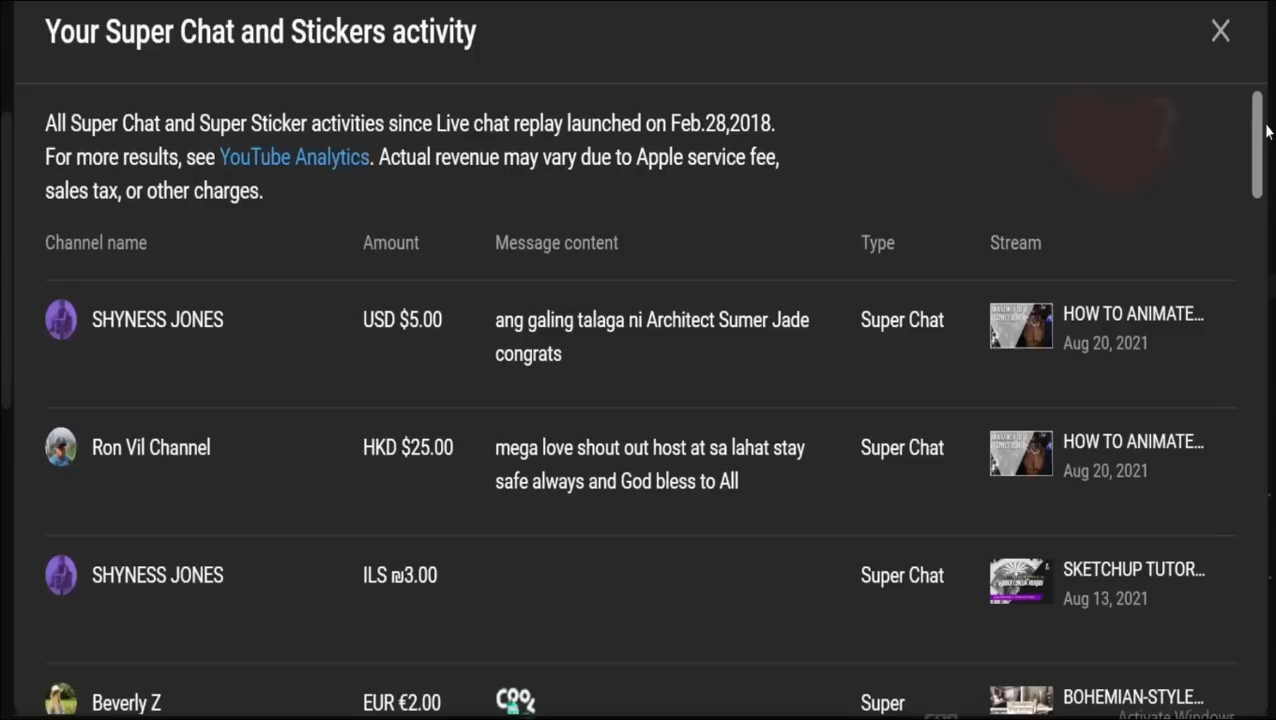 Your Super Chat and Stickers activity
All Super Chat and Super Sticker activities since Live chat replay launched on Feb.28,2018.
For more results, see YouTube Analytics. Actual revenue may vary due to Apple service fee,
sales tax, or other charges.
Channel name Amount Message content Type Stream
SHYNESS JONES USD $5.00 ang galing talaga ni Architect Sumer Jade Super Chat HOW TO ANIMATE...
congrats Aug 20, 2021
Ron Vil Channel HKD $25.00 mega love shout out host at sa lahat stay Super Chat HOW TO ANIMATE...
safe always and God bless to All Aug 20, 2021
SHYNESS JONES ILS ₪3.00 Super Chat SKETCHUP TUTOR...
Aug 13, 2021
Beverly Z EUR €2.00 COOL Super BOHEMIAN-STYLE...
Activate Windows